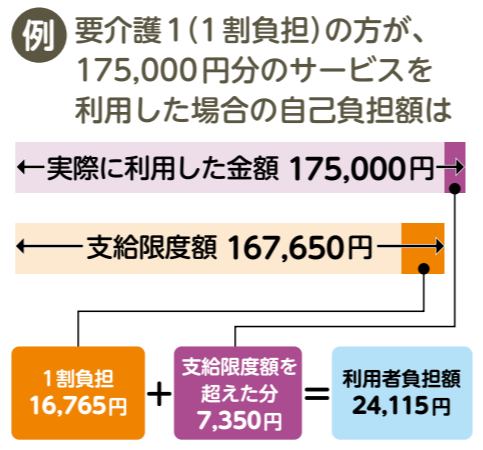 例 要介護1(1割負担)の方が、
175,000円分のサービスを
利用した場合の自己負担額は
実際に利用した金額 175,000円
支給限度額 167,650円
1割負担
16,765円
+
支給限度額を
超えた分
7,350円
=
利用者負担額
24,115円